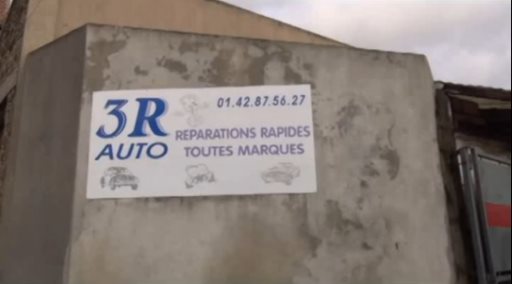 3R
AUTO
01.42.87.56.27
REPARATIONS RAPIDES
TOUTES MARQUES